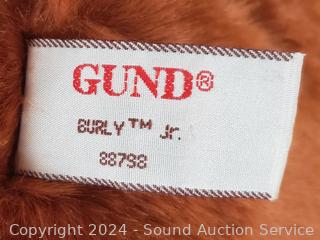 GUND®
BURLY™ Jr.
88798
Copyright 2024 - Sound Auction Service